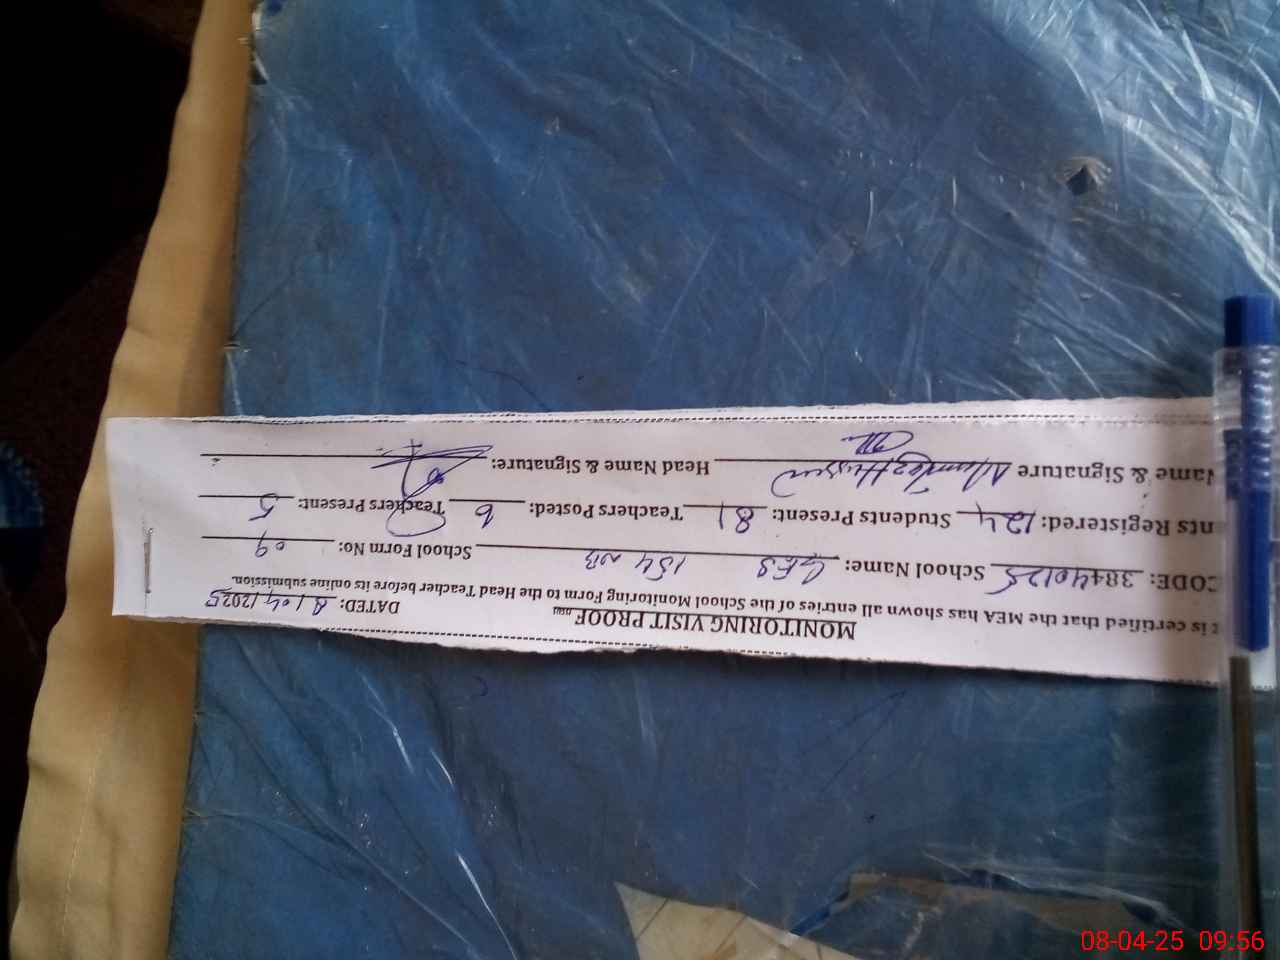 MONITORING VISIT PROOF
DATED: 8/04/2025
is certified that the MEA has shown all entries of the School Monitoring Form to the Head Teacher before its online submission.
CODE: 38440125 School Name: GES 154 NB School Form No: 09
nts Registered: 124 Students Present: 81 Teachers Posted: 6 Teachers Present: 5
Name & Signature Mumtaz Hussain Head Name & Signature:
08-04-25 09:56